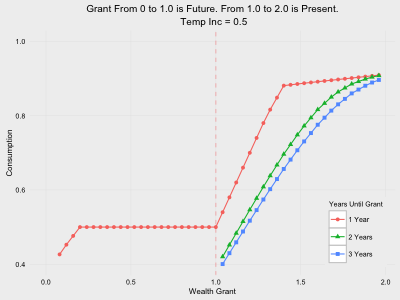 Grant From 0 to 1.0 is Future. From 1.0 to 2.0 is Present.
Temp Inc = 0.5
1.0
0.8
0.6
0.4
Consumption
0.0
0.5
1.0
1.5
2.0
Wealth Grant
Years Until Grant
1 Year
2 Years
3 Years